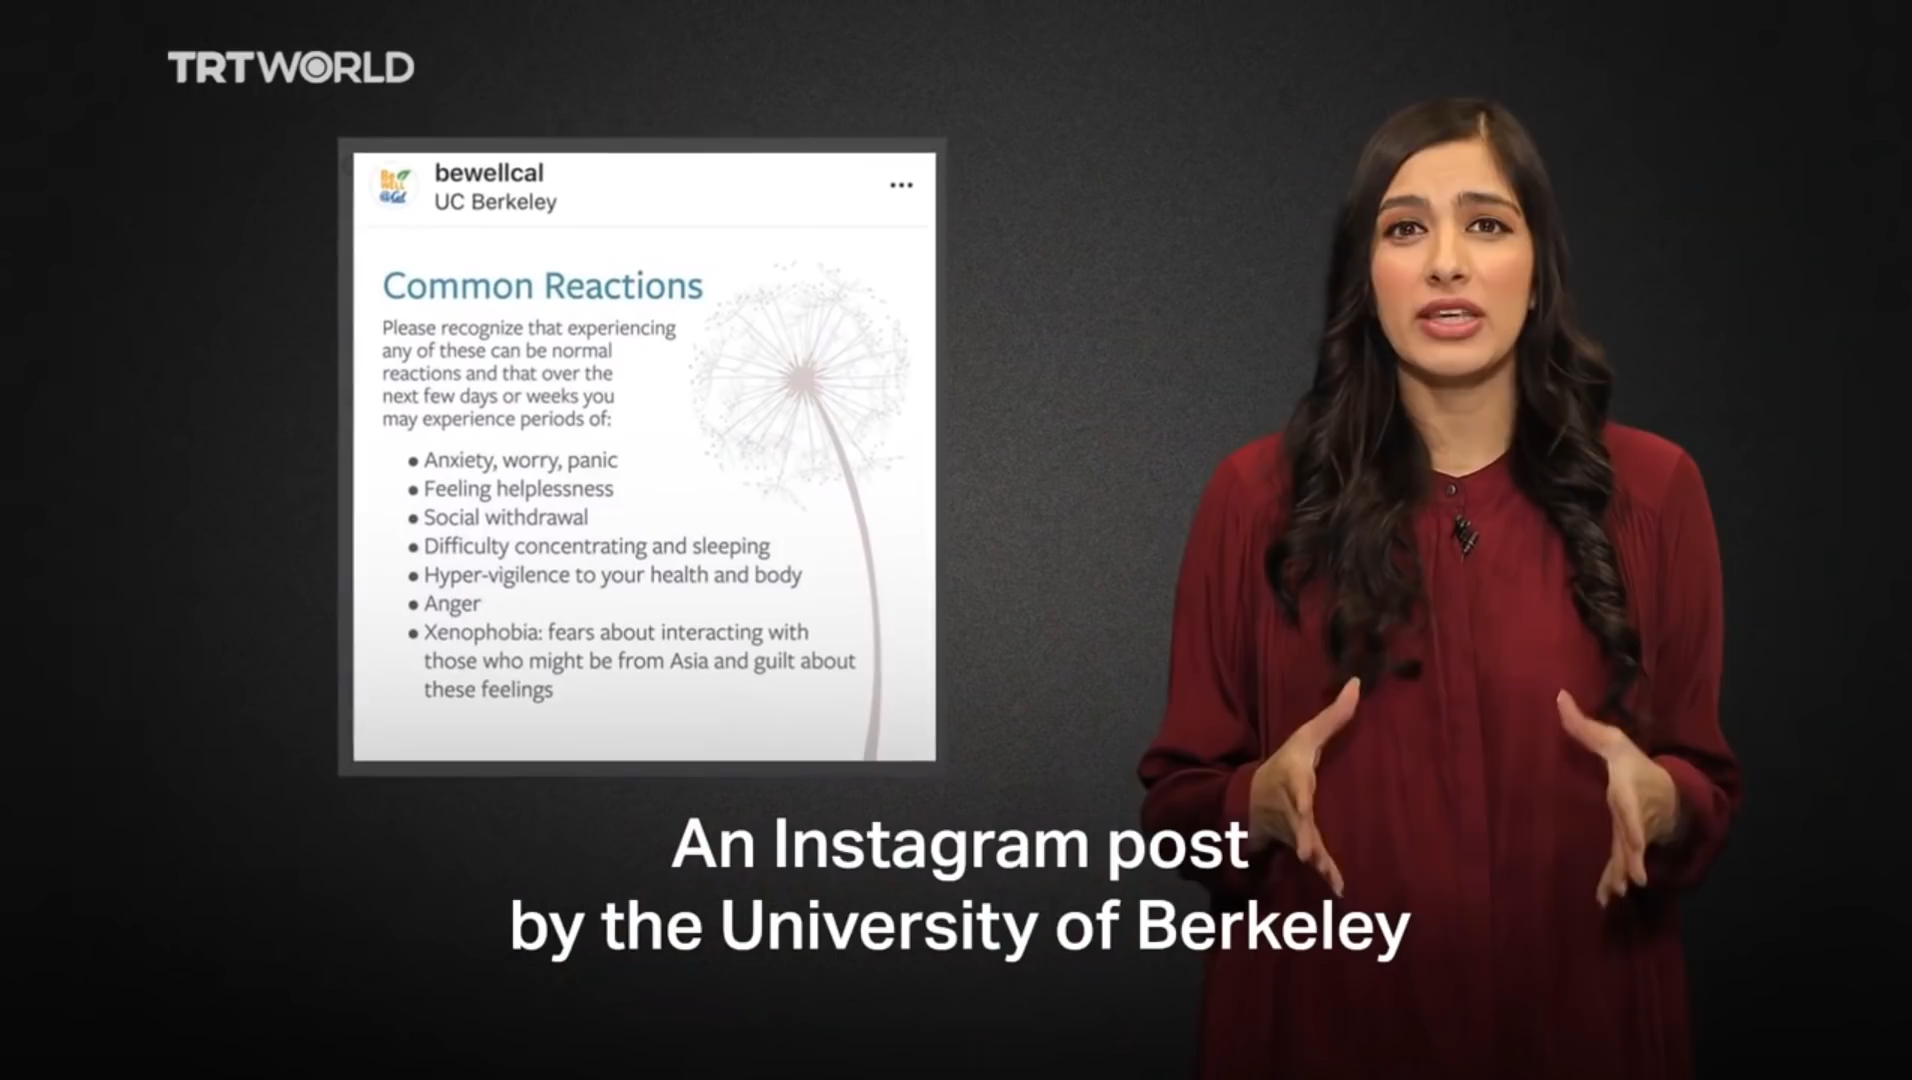 TRT WORLD
bewellcal
UC Berkeley
Common Reactions
Please recognize that experiencing
any of these can be normal
reactions and that over the
next few days or weeks you
may experience periods of:
● Anxiety, worry, panic
● Feeling helplessness
● Social withdrawal
● Difficulty concentrating and sleeping
● Hyper-vigilence to your health and body
● Anger
● Xenophobia: fears about interacting with
those who might be from Asia and guilt about
these feelings
An Instagram post
by the University of Berkeley